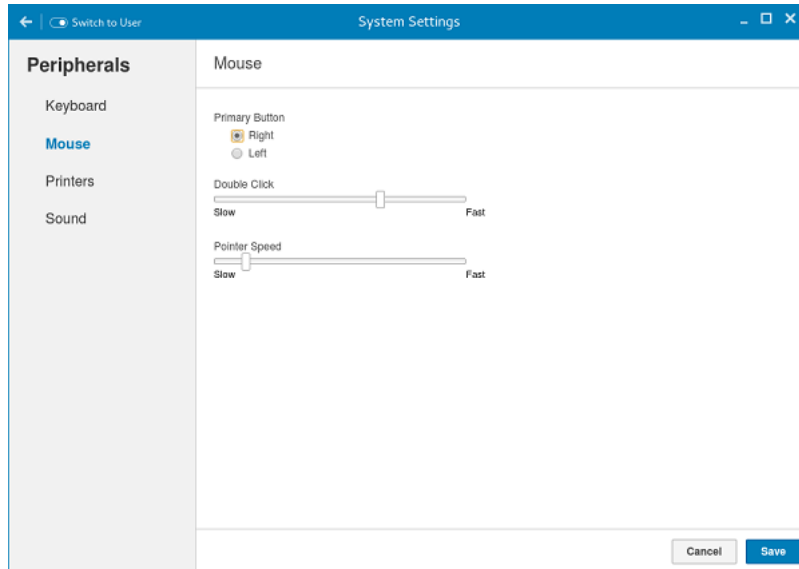 Switch to User
System Settings
Peripherals
Keyboard
Mouse
Printers
Sound
Mouse
Primary Button
Right
Left
Double Click
Slow Fast
Pointer Speed
Slow Fast
Cancel Save